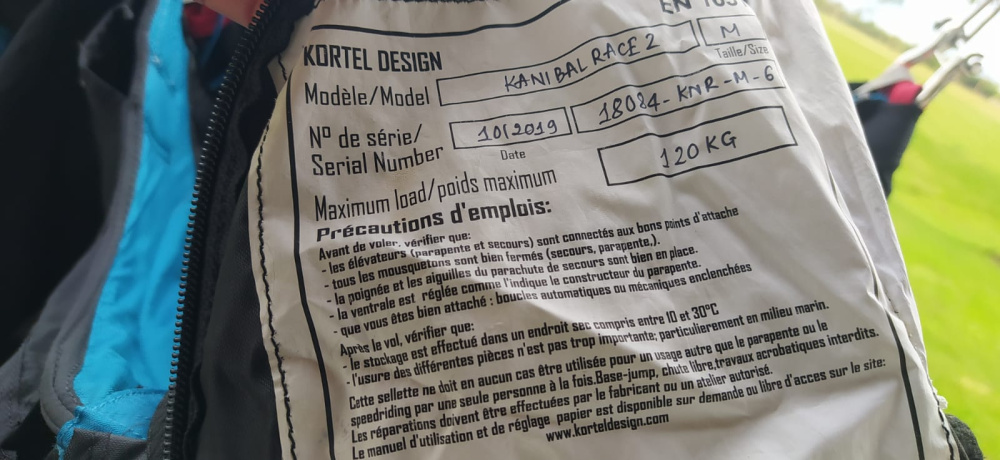 KORTEL DESIGN
Modèle/Model KANIBAL RACE 2 M
Taille/Size
Nº de série/
Serial Number 10/2019 18024-KNR-M-6
Date
Maximum load/poids maximum 120 KG
Précautions d'emplois:
Avant de voler, vérifier que:
- les élévateurs (parapente et secours) sont connectés aux bons points d'attache
- tous les mousquetons sont bien fermés (secours, parapente,).
- la poignée et les aiguilles du parachute de secours sont bien en place.
- la ventrale est réglée comme l'indique le constructeur du parapente.
- que vous êtes bien attaché : boucles automatiques ou mécaniques enclenchées
Après le vol, vérifier que:
- le stockage est effectué dans un endroit sec compris entre 10 et 30°C
- l'usure des différentes pièces n'est pas trop importante; particulierement en milieu marin.
Cette sellette ne doit en aucun cas être utilisée pour un usage autre que le parapente ou le
speedriding par une seule personne à la fois.Base-jump, chute libre,travaux acrobatiques interdits.
Les réparations doivent être effectuées par le fabricant ou un atelier autorisé.
Le manuel d'utilisation et de réglage papier est disponible sur demande ou libre d'acces sur le site:
www.korteldesign.com